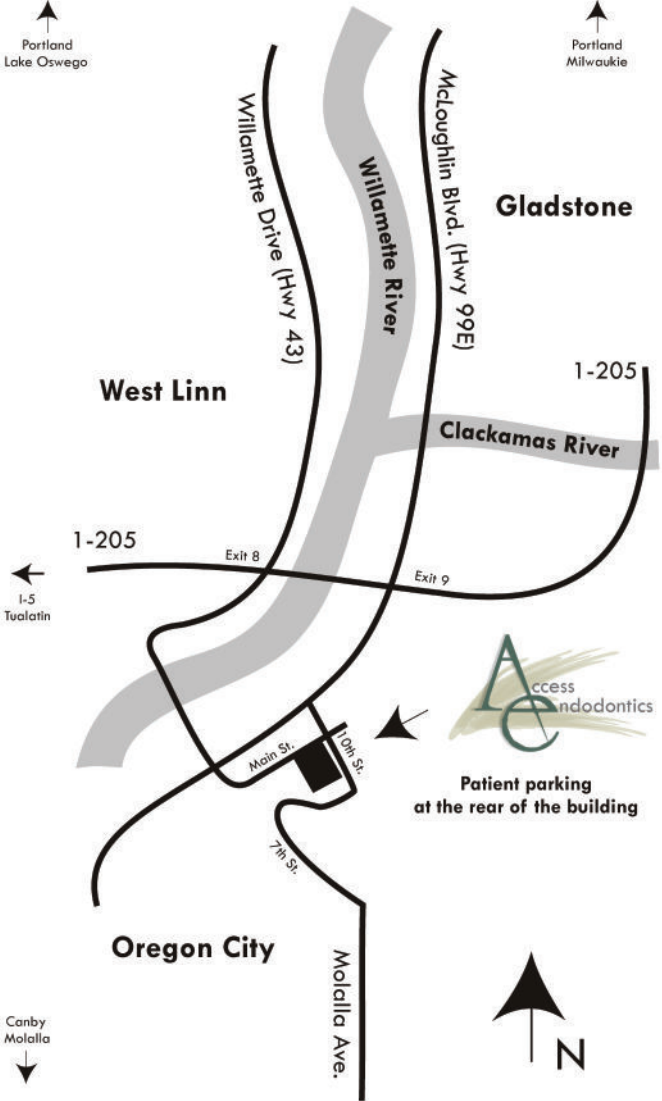 Portland
Lake Oswego
Portland
Milwaukie
Willamette Drive (Hwy 43)
Willamette River
McLoughlin Blvd. (Hwy 99E)
Gladstone
West Linn
1-205
Clackamas River
1-205
Exit 8
Exit 9
I-5
Tualatin
Access
Endodontics
Main St.
10th St.
Patient parking
at the rear of the building
7th St.
Oregon City
Molalla Ave.
Canby
Molalla
N